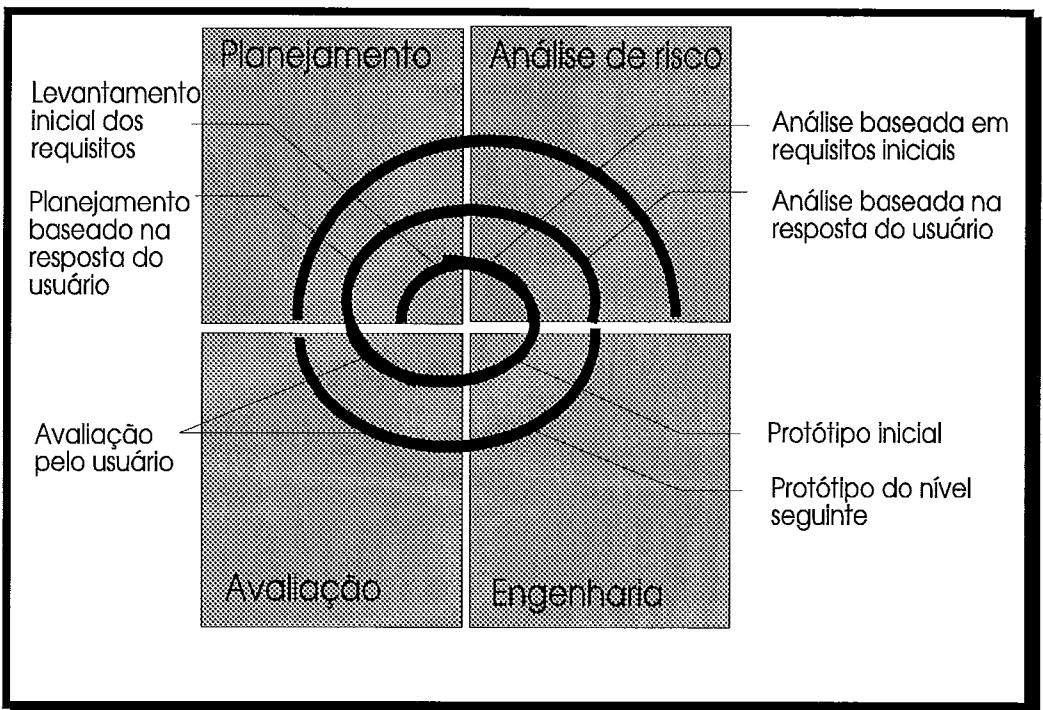 Planejamento
Análise de risco
Levantamento
inicial dos
requisitos
Planejamento
baseado na
resposta do
usuário
Análise baseada em
requisitos iniciais
Análise baseada na
resposta do usuário
Avaliação
pelo usuário
Protótipo inicial
Protótipo do nível
seguinte
Avaliação
Engenharia